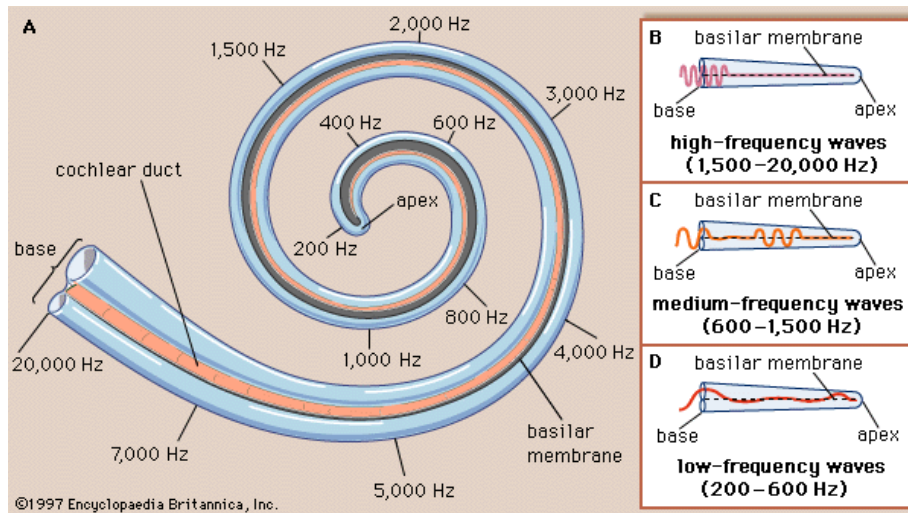 A
2,000 Hz
1,500 Hz
3,000 Hz
400 Hz
600 Hz
cochlear duct
apex
200 Hz
base
800 Hz
20,000 Hz
1,000 Hz
4,000 Hz
7,000 Hz
basilar
membrane
5,000 Hz
©1997 Encyclopaedia Britannica, Inc.
B
basilar membrane
base
apex
high-frequency waves
(1,500–20,000 Hz)
C
basilar membrane
base
apex
medium-frequency waves
(600–1,500 Hz)
D
basilar membrane
base
apex
low-frequency waves
(200–600 Hz)